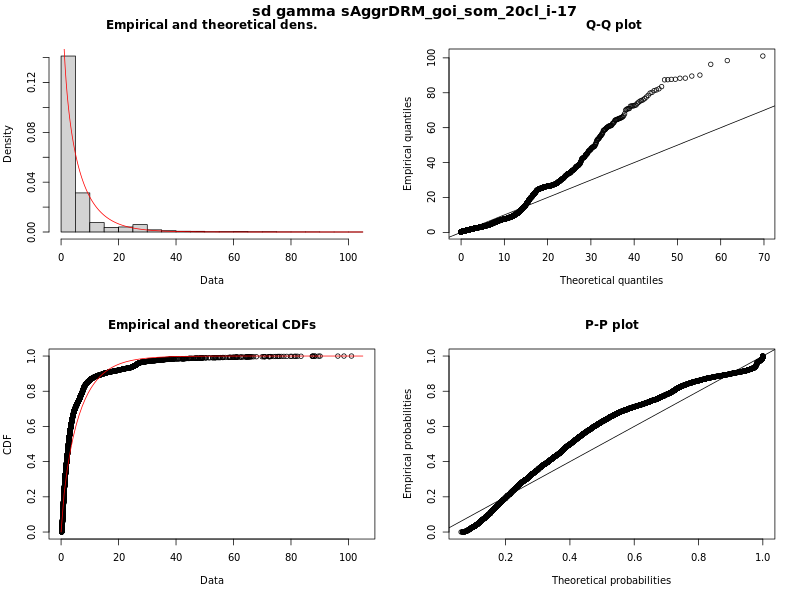 sd gamma sAggrDRM_goi_som_20cl_i-17
Empirical and theoretical dens.
Density
0.00 0.04 0.08 0.12
0 20 40 60 80 100
Data
Q-Q plot
Empirical quantiles
0 20 40 60 80 100
0 10 20 30 40 50 60 70
Theoretical quantiles
Empirical and theoretical CDFs
CDF
0.0 0.2 0.4 0.6 0.8 1.0
0 20 40 60 80 100
Data
P-P plot
Empirical probabilities
0.0 0.2 0.4 0.6 0.8 1.0
0.2 0.4 0.6 0.8 1.0
Theoretical probabilities